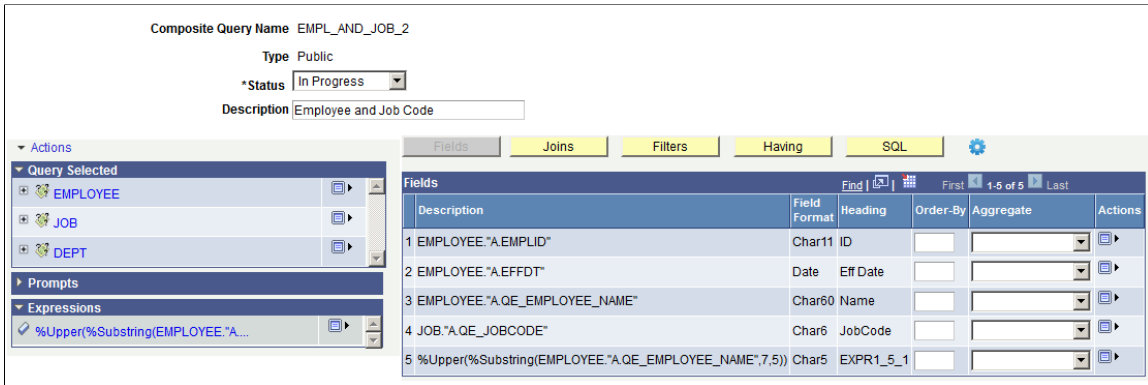 Composite Query Name EMPL_AND_JOB_2
Type Public
*Status In Progress
Description Employee and Job Code
Actions
Query Selected
EMPLOYEE
JOB
DEPT
Prompts
Expressions
%Upper(%Substring(EMPLOYEE."A....
Fields Joins Filters Having SQL
Fields Find | | First 1-5 of 5 Last
Description Field Format Heading Order-By Aggregate Actions
1 EMPLOYEE."A.EMPLID" Char11 ID
2 EMPLOYEE."A.EFFDT" Date Eff Date
3 EMPLOYEE."A.QE_EMPLOYEE_NAME" Char60 Name
4 JOB."A.QE_JOBCODE" Char6 JobCode
5 %Upper(%Substring(EMPLOYEE."A.QE_EMPLOYEE_NAME",7,5)) Char5 EXPR1_5_1